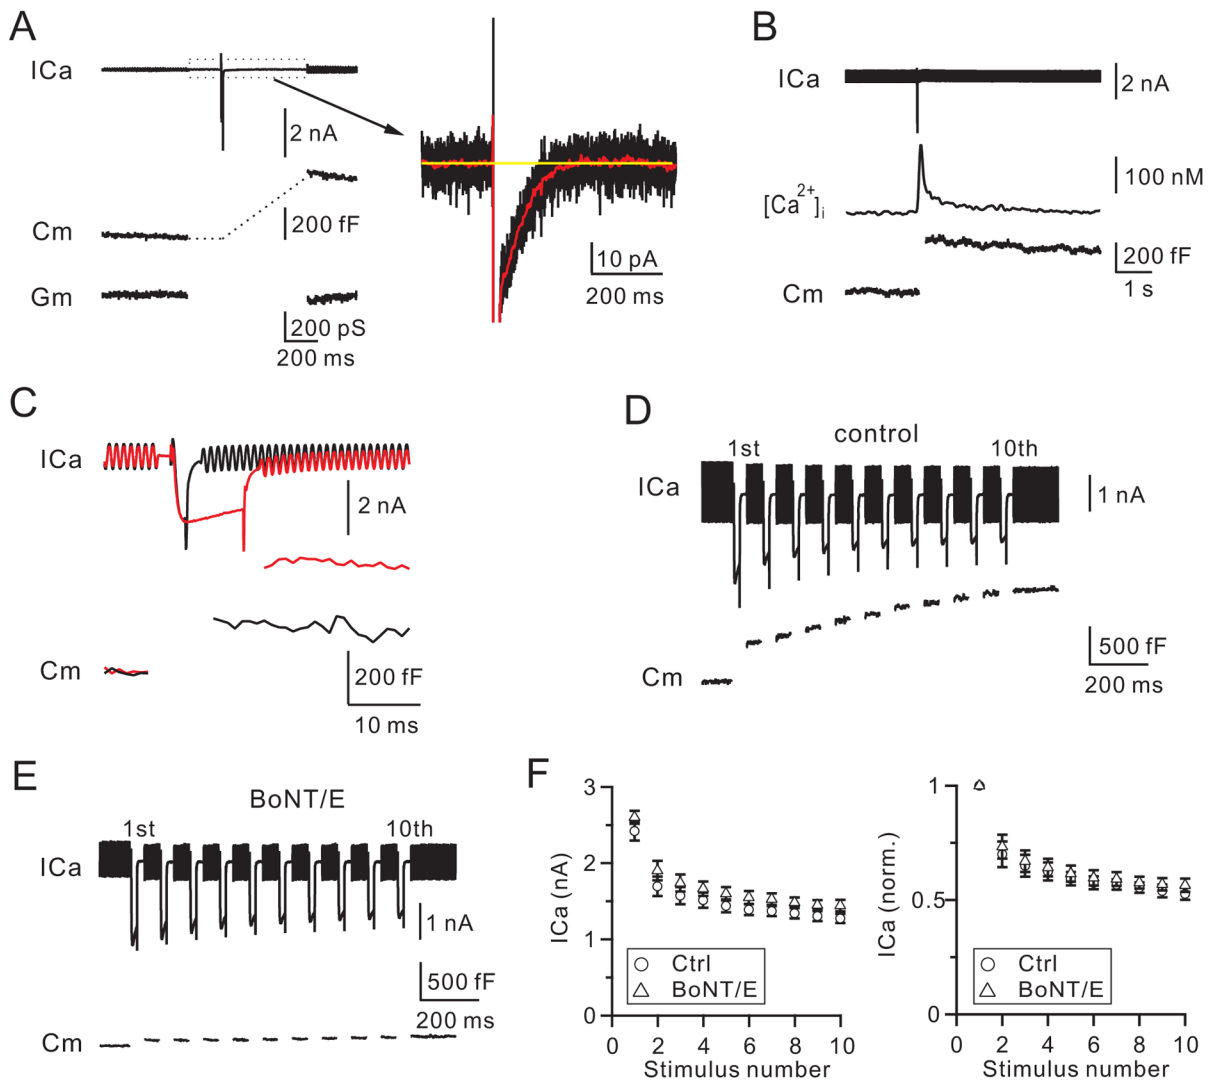 A
ICa
2 nA
200 fF
Cm
Gm
200 pS
200 ms
10 pA
200 ms
B
ICa
2 nA
100 nM
[Ca2+]i
200 fF
1 s
Cm
C
ICa
2 nA
Cm
200 fF
10 ms
D
control
1st
10th
ICa
1 nA
500 fF
Cm
200 ms
E
BoNT/E
1st
10th
ICa
1 nA
500 fF
200 ms
Cm
F
3
2
1
0
ICa (nA)
Ctrl
BoNT/E
0 2 4 6 8 10
Stimulus number
1
0.5
0
ICa (norm.)
Ctrl
BoNT/E
0 2 4 6 8 10
Stimulus number